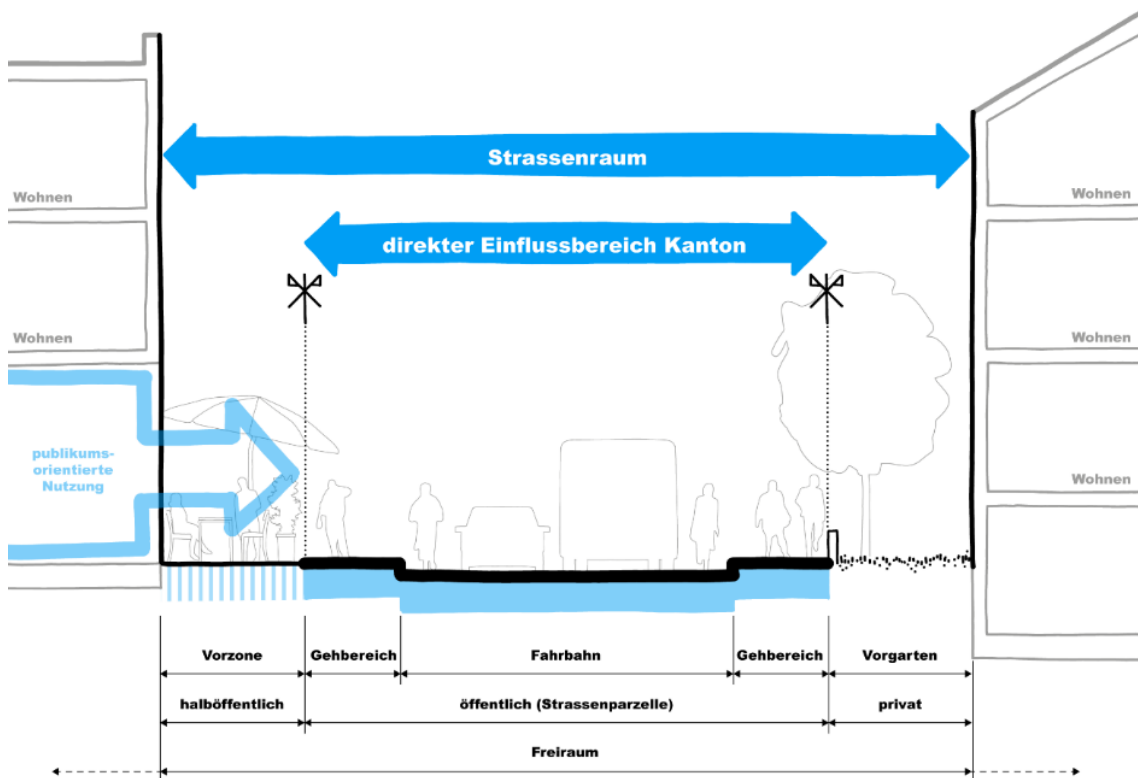 Strassenraum
Wohnen
Wohnen
direkter Einflussbereich Kanton
Wohnen
Wohnen
publikums-
orientierte
Nutzung
Wohnen
Vorzone
Gehbereich
Fahrbahn
Gehbereich
Vorgarten
halböffentlich
öffentlich (Strassenparzelle)
privat
Freiraum